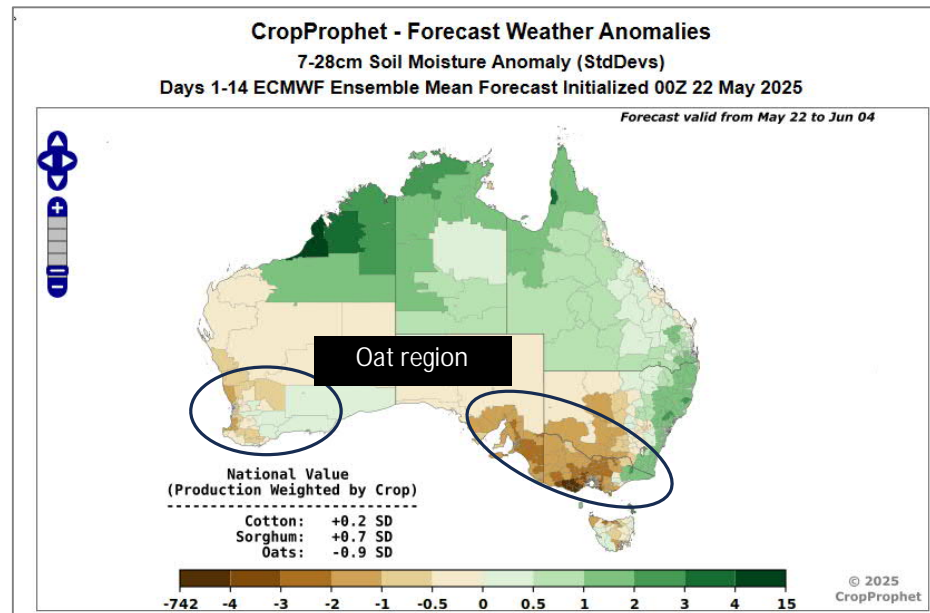 CropProphet - Forecast Weather Anomalies
7-28cm Soil Moisture Anomaly (StdDevs)
Days 1-14 ECMWF Ensemble Mean Forecast Initialized 00Z 22 May 2025
Forecast valid from May 22 to Jun 04
Oat region
National Value
(Production Weighted by Crop)
------------------------------
Cotton: +0.2 SD
Sorghum: +0.7 SD
Oats: -0.9 SD
-742 -4 -3 -2 -1 -0.5 0 0.5 1 2 3 4 15
© 2025
CropProphet